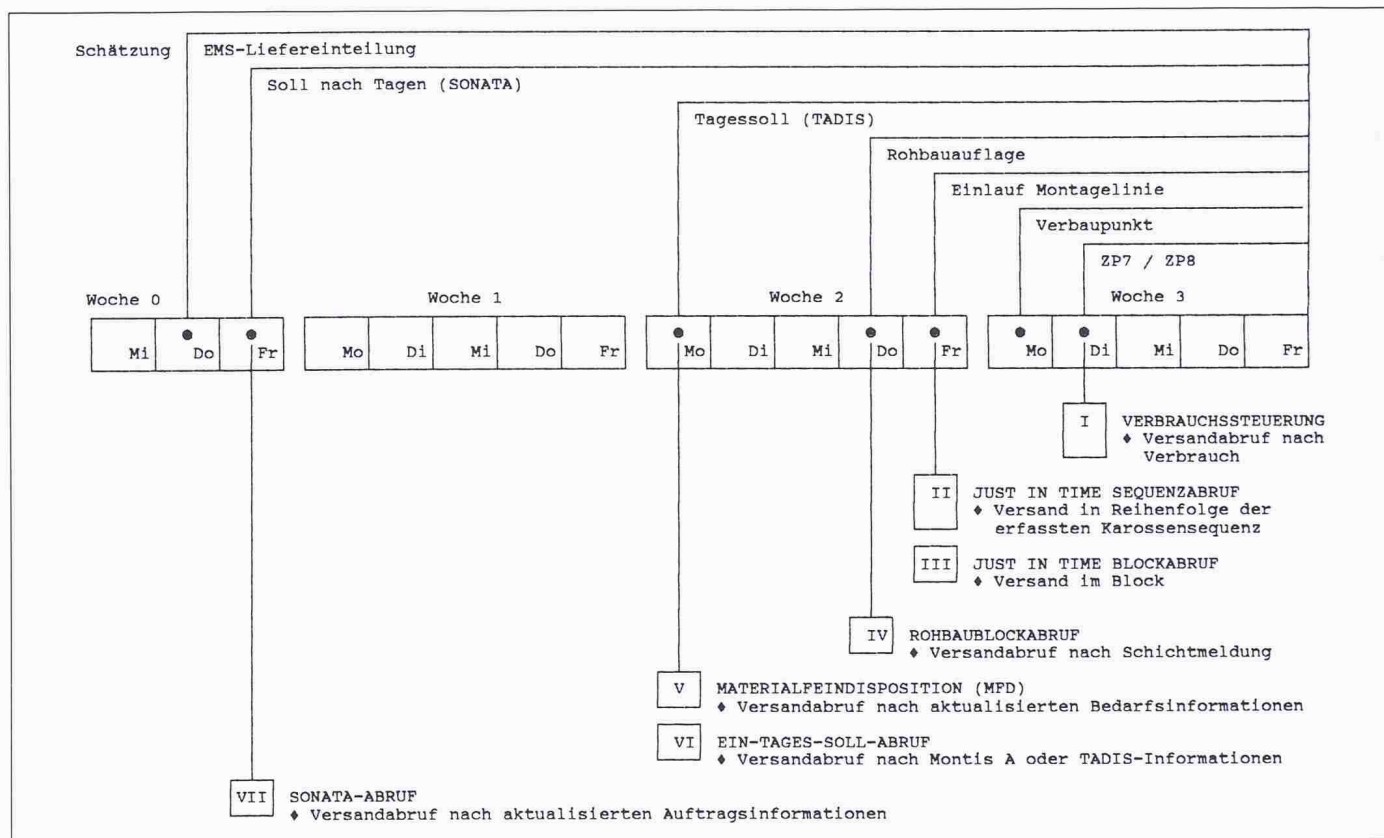 Schätzung EMS-Liefereinteilung
Soll nach Tagen (SONATA)
Tagessoll (TADIS)
Rohbauauflage
Einlauf Montagelinie
Verbaupunkt
ZP7 / ZP8
Woche 0 Woche 1 Woche 2 Woche 3
Mi Do Fr Mo Di Mi Do Fr Mo Di Mi Do Fr Mo Di Mi Do Fr
I VERBRAUCHSSTEUERUNG
♦ Versandabruf nach
Verbrauch
II JUST IN TIME SEQUENZABRUF
♦ Versand in Reihenfolge der
erfassten Karossensequenz
III JUST IN TIME BLOCKABRUF
♦ Versand im Block
IV ROHBAUBLOCKABRUF
♦ Versandabruf nach Schichtmeldung
V MATERIALFEINDISPOSITION (MFD)
♦ Versandabruf nach aktualisierten Bedarfsinformationen
VI EIN-TAGES-SOLL-ABRUF
♦ Versandabruf nach Montis A oder TADIS-Informationen
VII SONATA-ABRUF
♦ Versandabruf nach aktualisierten Auftragsinformationen